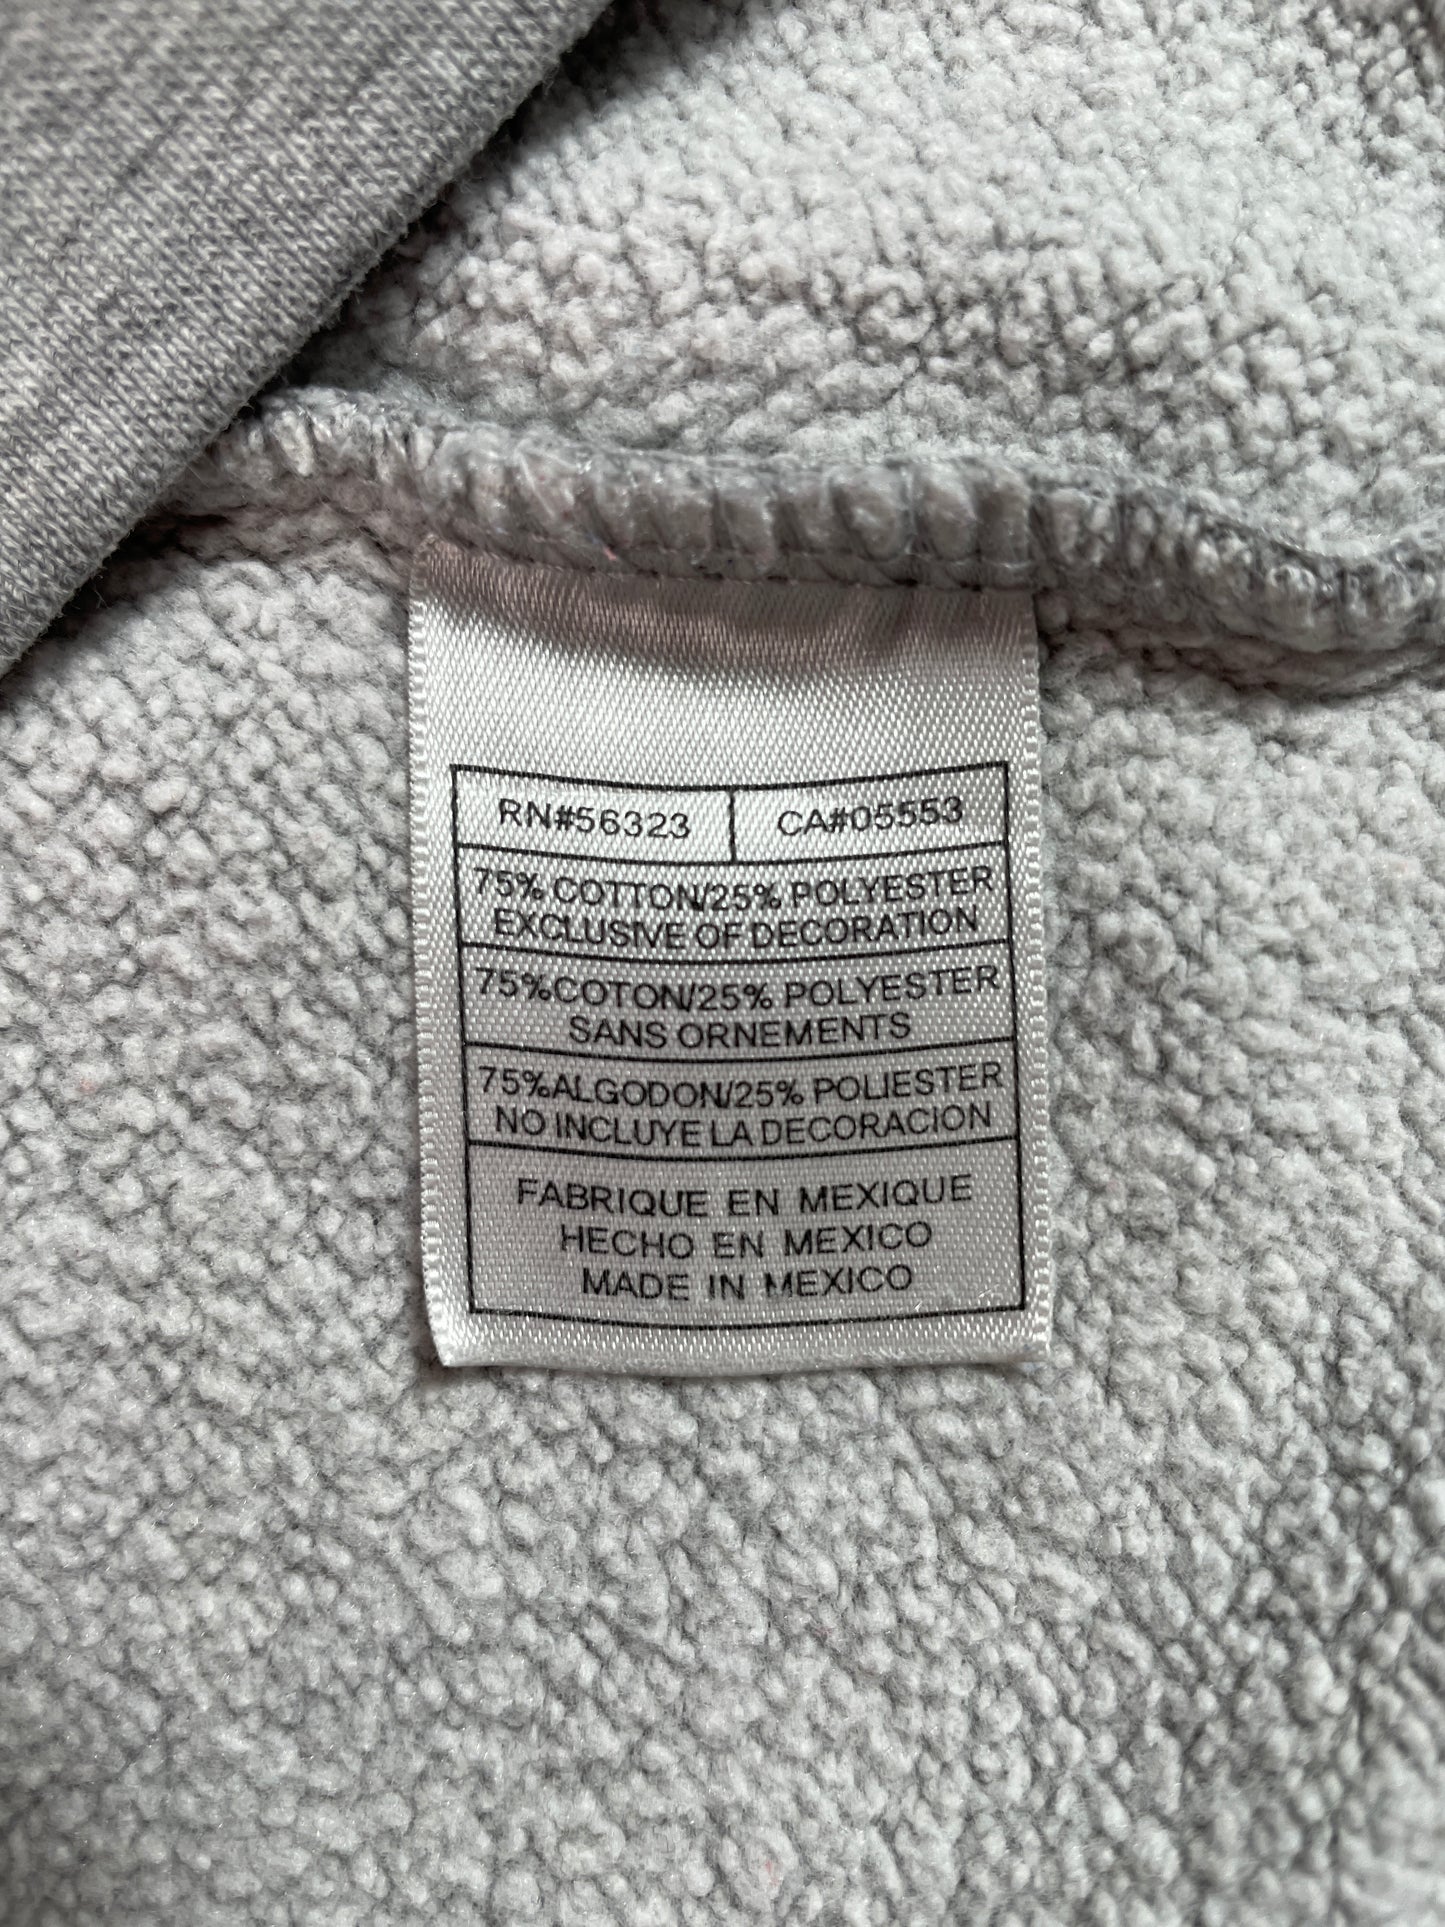 RN#56323 CA#05553
75% COTTON/25% POLYESTER
EXCLUSIVE OF DECORATION
75%COTON/25% POLYESTER
SANS ORNEMENTS
75%ALGODON/25% POLIESTER
NO INCLUYE LA DECORACION
FABRIQUE EN MEXIQUE
HECHO EN MEXICO
MADE IN MEXICO